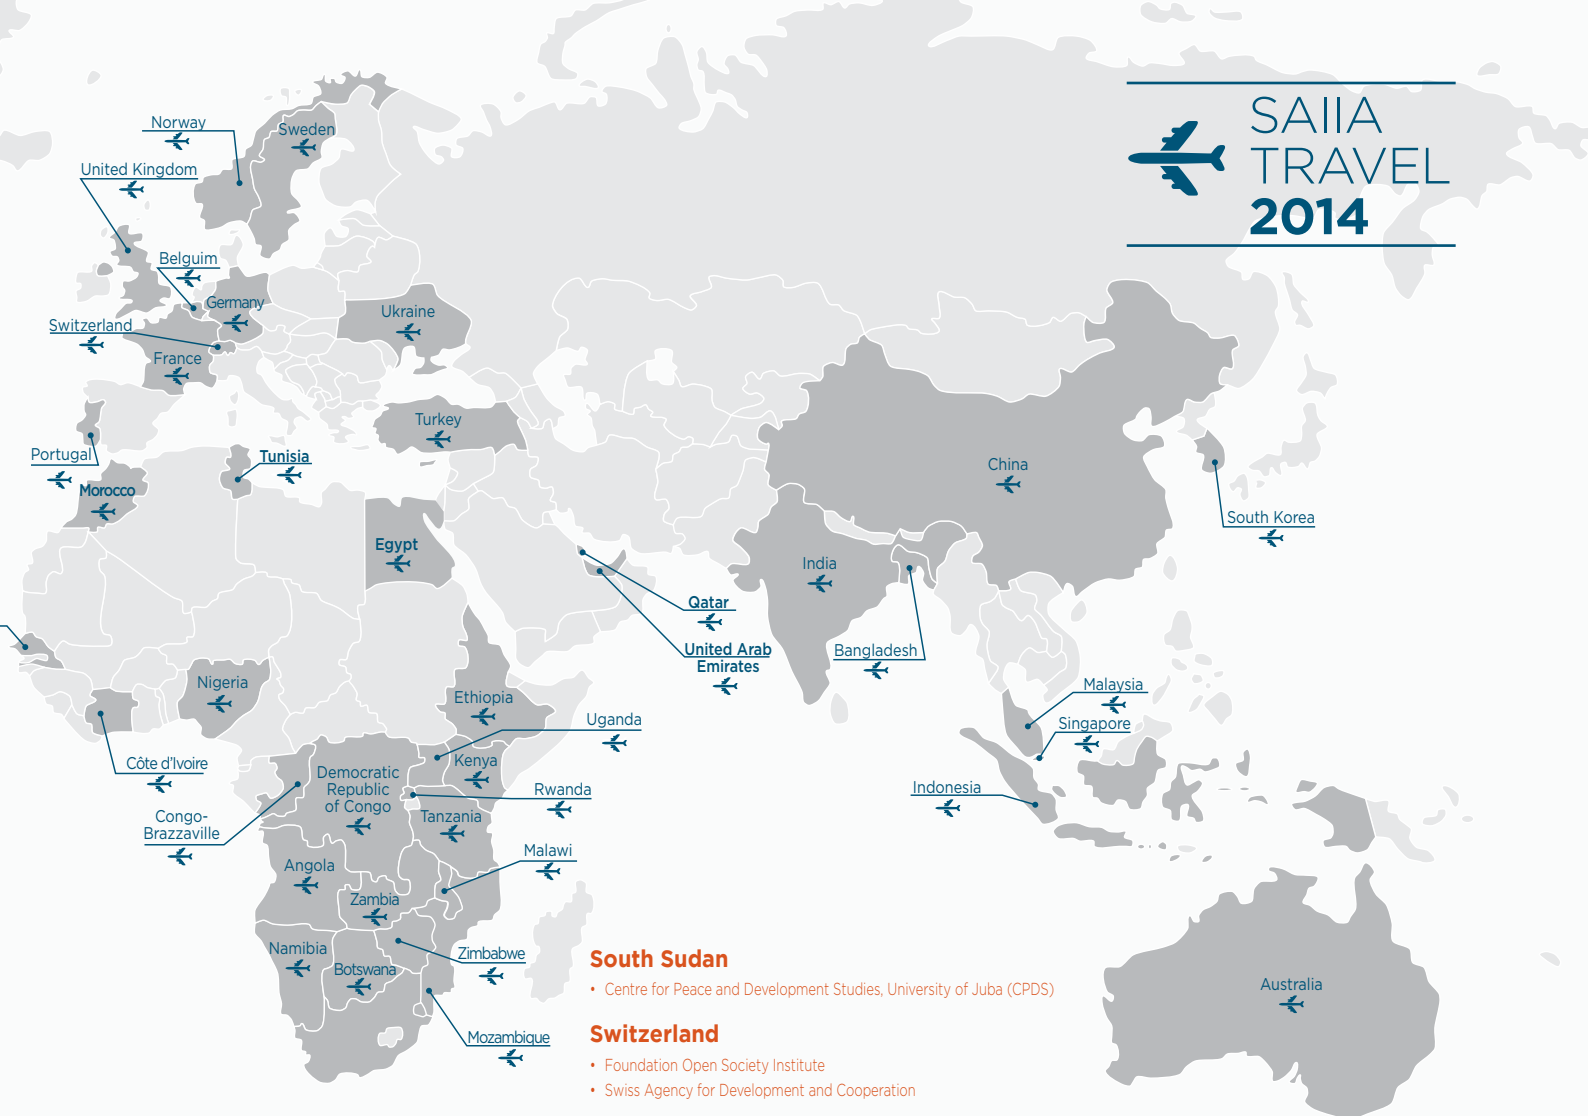 SAIIA
TRAVEL
2014
Norway
Sweden
United Kingdom
Belguim
Germany
Ukraine
Switzerland
France
Turkey
Portugal
Tunisia
Morocco
China
South Korea
Egypt
India
Qatar
United Arab
Emirates
Bangladesh
Nigeria
Ethiopia
Malaysia
Uganda
Singapore
Côte d'Ivoire
Kenya
Democratic
Republic
of Congo
Rwanda
Indonesia
Congo-
Brazzaville
Tanzania
Malawi
Angola
Zambia
Namibia
Zimbabwe
Botswana
Australia
Mozambique
South Sudan
• Centre for Peace and Development Studies, University of Juba (CPDS)
Switzerland
• Foundation Open Society Institute
• Swiss Agency for Development and Cooperation